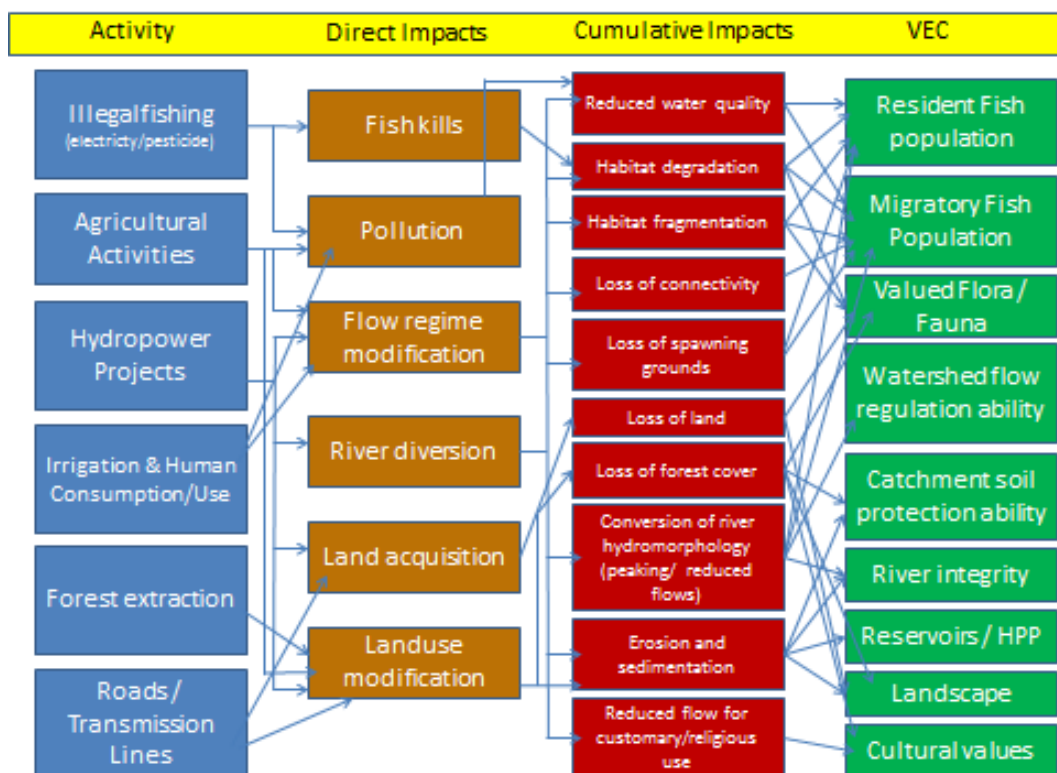 Activity
Direct Impacts
Cumulative Impacts
VEC
Illegalfishing
(electricty/pesticide)
Agricultural
Activities
Hydropower
Projects
Irrigation & Human
Consumption/Use
Forest extraction
Roads/
Transmission
Lines
Fish kills
Pollution
Flow regime
modification
River diversion
Land acquisition
Landuse
modification
Reduced water quality
Habitat degradation
Habitat fragmentation
Loss of connectivity
Loss of spawning
grounds
Loss of land
Loss of forest cover
Conversion of river
hydromorphology
(peaking/ reduced
flows)
Erosion and
sedimentation
Reduced flow for
customary/religious
use
Resident Fish
population
Migratory Fish
Population
Valued Flora/
Fauna
Watershed flow
regulation ability
Catchment soil
protection ability
River integrity
Reservoirs / HPP
Landscape
Cultural values